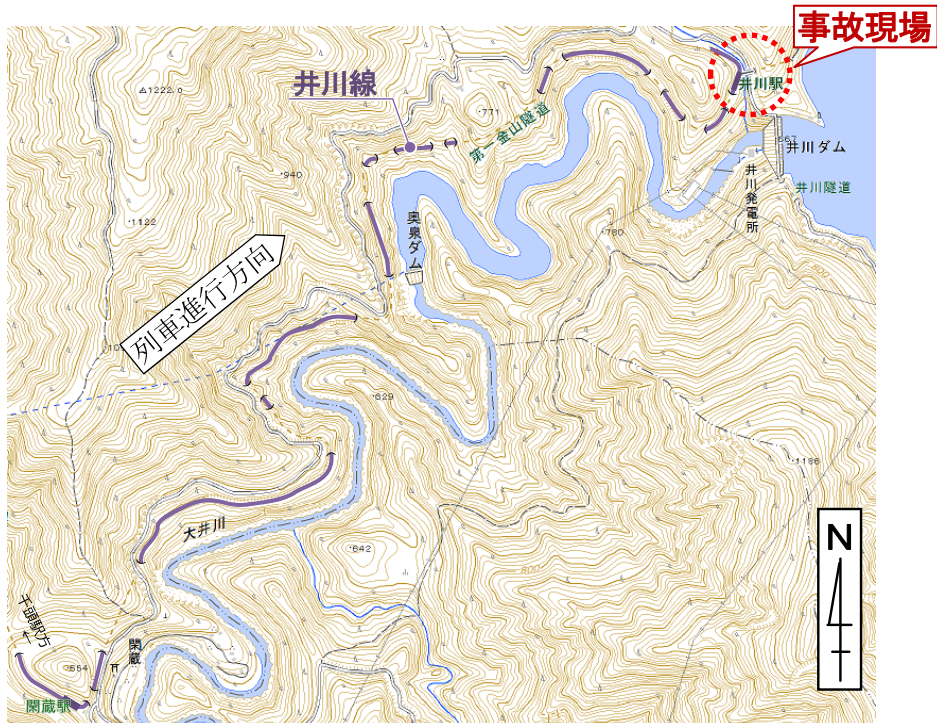 事故現場
井川線
井川駅
△1222.0
・771
第一金山隧道
667
井川ダム
・940
井川発電所
井川隧道
・1122
奥泉ダム
・780
列車進行方向
・629
・1186
大井川
・642
800
N
千頭駅方
閑蔵
・654
閑蔵駅